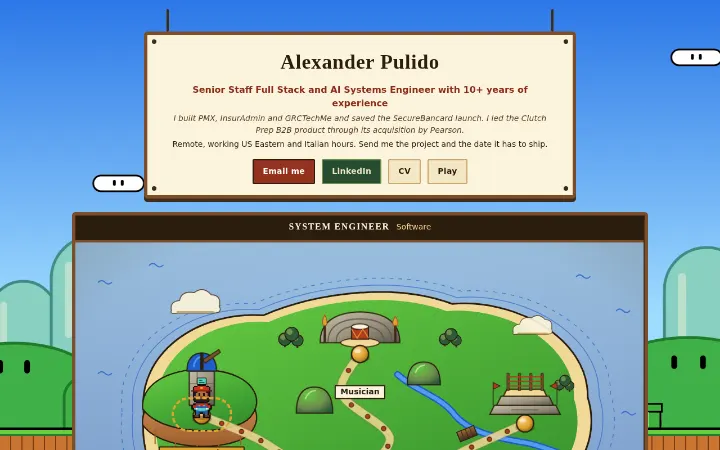 Alexander Pulido
Senior Staff Full Stack and AI Systems Engineer with 10+ years of
experience
I built PMX, InsurAdmin and GRCTechMe and saved the SecureBancard launch. I led the Clutch
Prep B2B product through its acquisition by Pearson.
Remote, working US Eastern and Italian hours. Send me the project and the date it has to ship.
Email me LinkedIn CV Play
SYSTEM ENGINEER Software
Musician